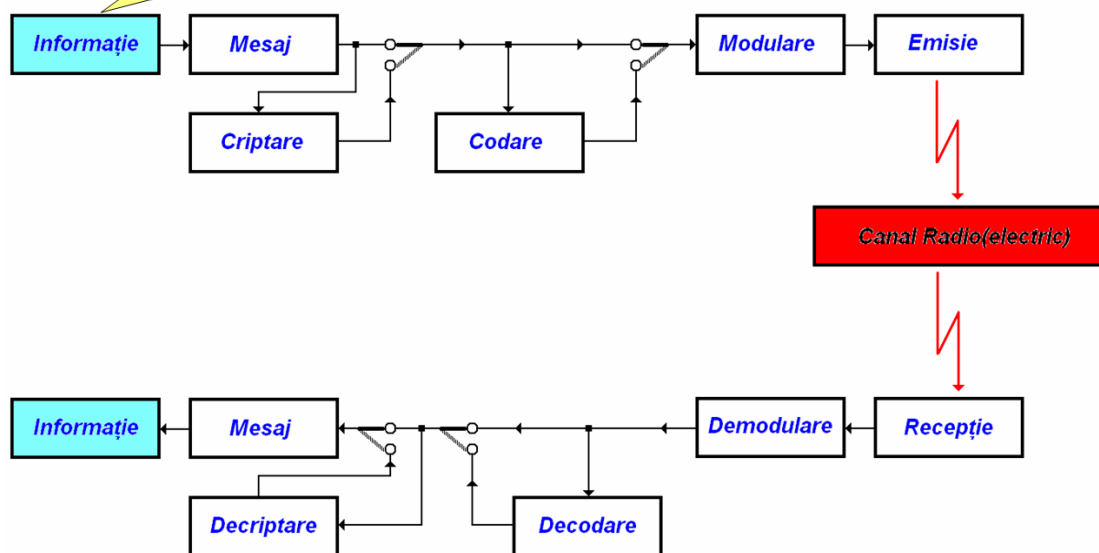 Informație
Mesaj
Modulare
Emisie
Criptare
Codare
Canal Radio(electric)
Informație
Mesaj
Demodulare
Recepție
Decriptare
Decodare